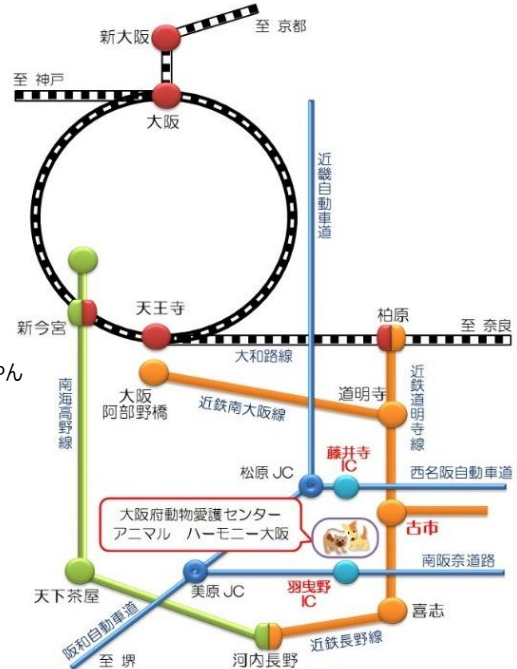 至 京都
新大阪
至 神戸
大阪
近畿自動車道
新今宮
天王寺
柏原
至 奈良
大和路線
ゃん
大阪
阿部野橋
近鉄南大阪線
道明寺
近鉄道明寺線
南海高野線
藤井寺
IC
松原 JC
西名阪自動車道
大阪府動物愛護センター
アニマル ハーモニー大阪
古市
南阪奈道路
天下茶屋
美原 JC
羽曳野
IC
喜志
阪和自動車道
至 堺
河内長野
近鉄長野線